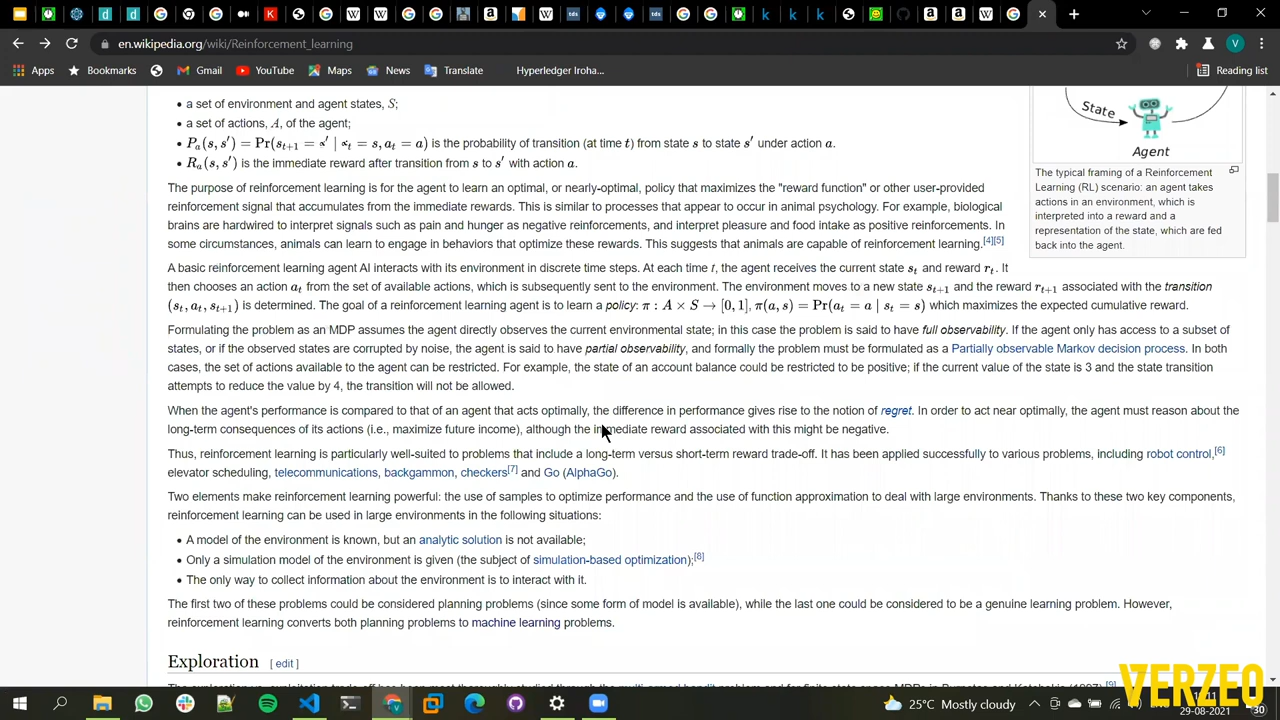 en.wikipedia.org/wiki/Reinforcement_learning
Apps Bookmarks Gmail YouTube Maps News Translate Hyperledger Iroha... Reading list
• a set of environment and agent states, S;
• a set of actions, A, of the agent;
• Pₐ(s, s′) = Pr(sₜ₊₁ = s′ | sₜ = s, aₜ = a) is the probability of transition (at time t) from state s to state s′ under action a.
• Rₐ(s, s′) is the immediate reward after transition from s to s′ with action a.
The purpose of reinforcement learning is for the agent to learn an optimal, or nearly-optimal, policy that maximizes the "reward function" or other user-provided
reinforcement signal that accumulates from the immediate rewards. This is similar to processes that appear to occur in animal psychology. For example, biological
brains are hardwired to interpret signals such as pain and hunger as negative reinforcements, and interpret pleasure and food intake as positive reinforcements. In
some circumstances, animals can learn to engage in behaviors that optimize these rewards. This suggests that animals are capable of reinforcement learning.[4][5]
A basic reinforcement learning agent AI interacts with its environment in discrete time steps. At each time t, the agent receives the current state sₜ and reward rₜ. It
then chooses an action aₜ from the set of available actions, which is subsequently sent to the environment. The environment moves to a new state sₜ₊₁ and the reward rₜ₊₁ associated with the transition
(sₜ, aₜ, sₜ₊₁) is determined. The goal of a reinforcement learning agent is to learn a policy: π : A × S → [0, 1], π(a, s) = Pr(aₜ = a | sₜ = s) which maximizes the expected cumulative reward.
Formulating the problem as an MDP assumes the agent directly observes the current environmental state; in this case the problem is said to have full observability. If the agent only has access to a subset of
states, or if the observed states are corrupted by noise, the agent is said to have partial observability, and formally the problem must be formulated as a Partially observable Markov decision process. In both
cases, the set of actions available to the agent can be restricted. For example, the state of an account balance could be restricted to be positive; if the current value of the state is 3 and the state transition
attempts to reduce the value by 4, the transition will not be allowed.
When the agent's performance is compared to that of an agent that acts optimally, the difference in performance gives rise to the notion of regret. In order to act near optimally, the agent must reason about the
long-term consequences of its actions (i.e., maximize future income), although the immediate reward associated with this might be negative.
Thus, reinforcement learning is particularly well-suited to problems that include a long-term versus short-term reward trade-off. It has been applied successfully to various problems, including robot control,[6]
elevator scheduling, telecommunications, backgammon, checkers[7] and Go (AlphaGo).
Two elements make reinforcement learning powerful: the use of samples to optimize performance and the use of function approximation to deal with large environments. Thanks to these two key components,
reinforcement learning can be used in large environments in the following situations:
• A model of the environment is known, but an analytic solution is not available;
• Only a simulation model of the environment is given (the subject of simulation-based optimization);[8]
• The only way to collect information about the environment is to interact with it.
The first two of these problems could be considered planning problems (since some form of model is available), while the last one could be considered to be a genuine learning problem. However,
reinforcement learning converts both planning problems to machine learning problems.
Exploration [ edit ]
State
Agent
The typical framing of a Reinforcement
Learning (RL) scenario: an agent takes
actions in an environment, which is
interpreted into a reward and a
representation of the state, which are fed
back into the agent.
VERZEO
25°C Mostly cloudy
29-08-2021
30